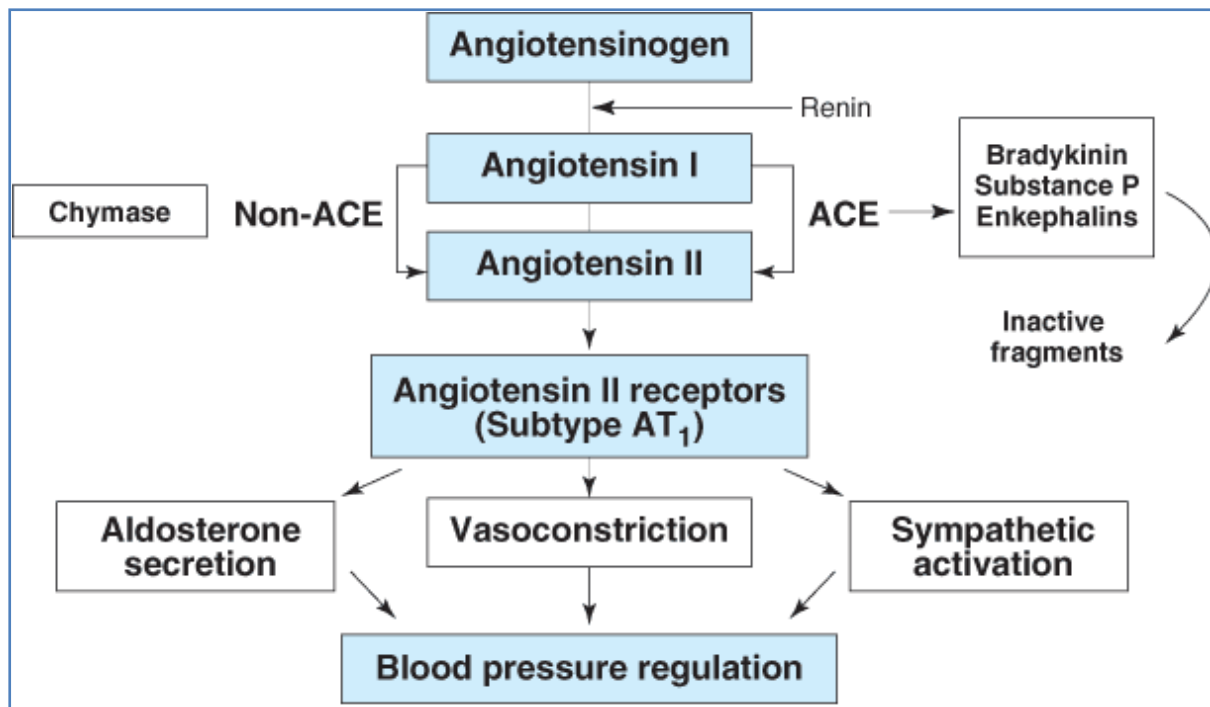 Angiotensinogen
Renin
Angiotensin I
Chymase
Non-ACE
ACE
Bradykinin
Substance P
Enkephalins
Angiotensin II
Inactive
fragments
Angiotensin II receptors
(Subtype AT₁)
Aldosterone
secretion
Vasoconstriction
Sympathetic
activation
Blood pressure regulation